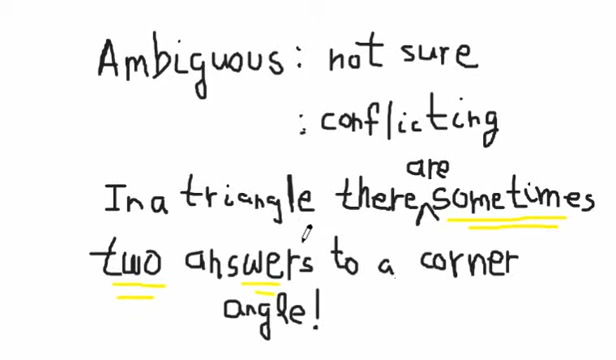 Ambiguous : not sure
: conflicting
In a triangle there are sometimes
two answers to a corner
angle!